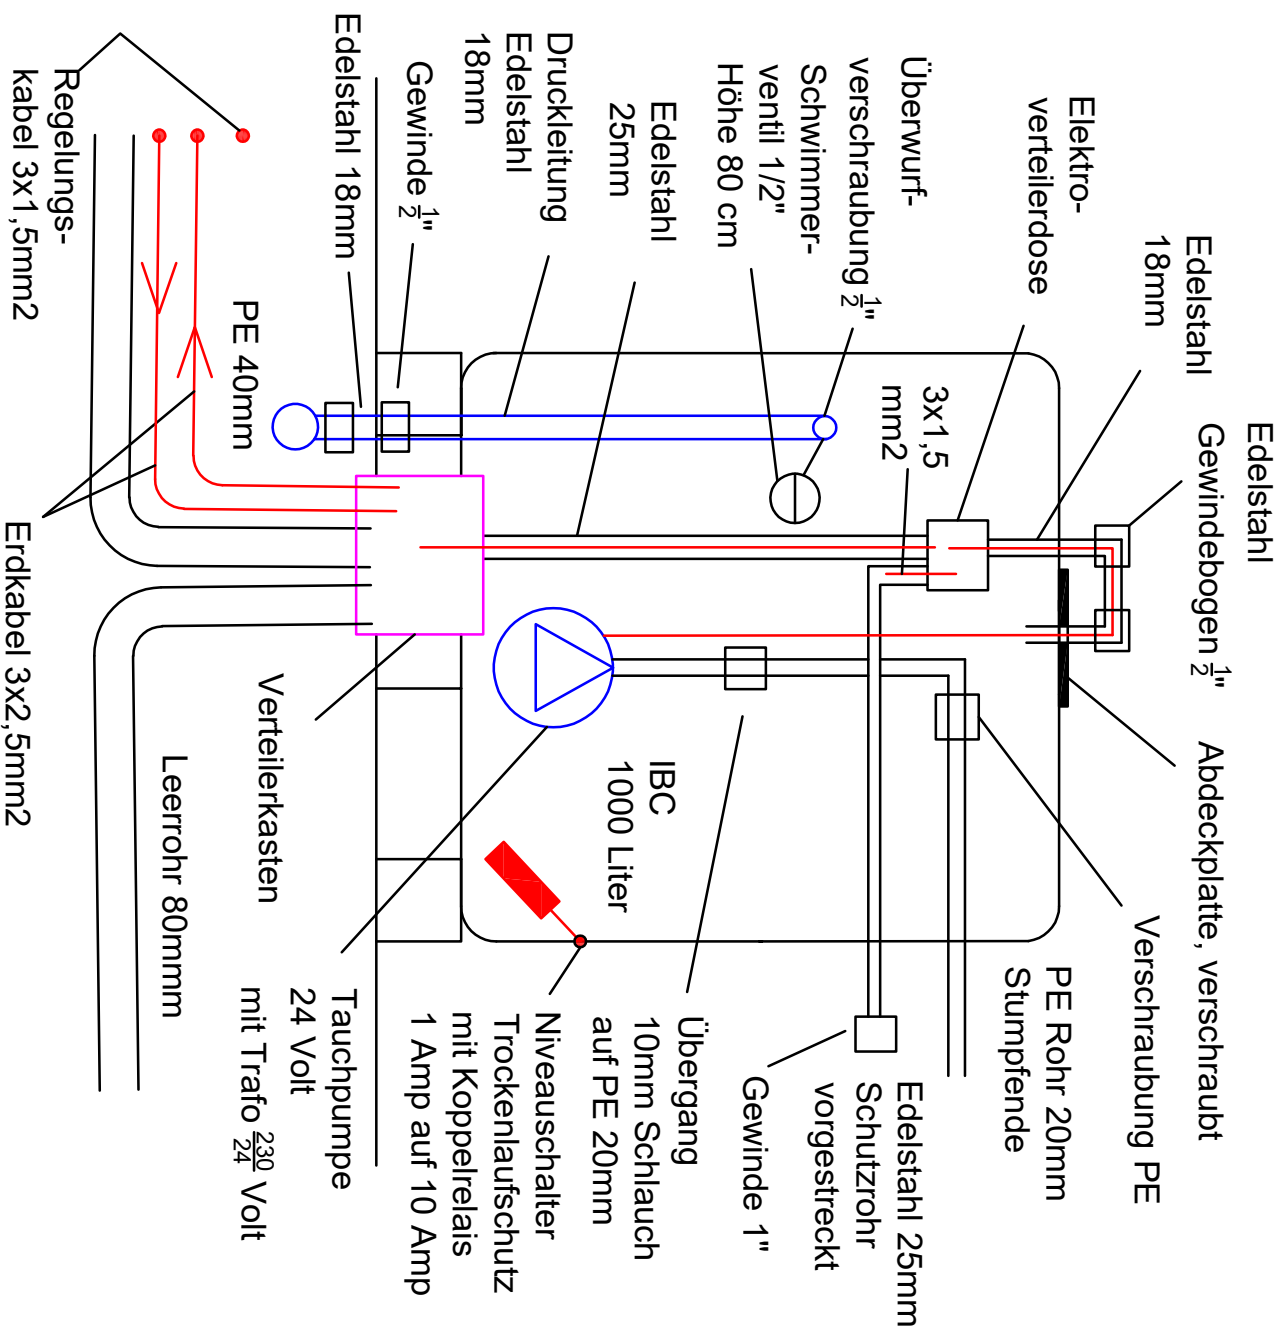 Edelstahl
Gewindebogen 1/2"
Abdeckplatte, verschraubt
Edelstahl
18mm
Verschraubung PE
Elektro-
verteilerdose
PE Rohr 20mm
Stumpfende
Überwurf-
verschraubung 1/2"
3x1,5
mm2
Edelstahl 25mm
Schutzrohr
vorgestreckt
Schwimmer-
ventil 1/2"
Höhe 80 cm
Gewinde 1"
Edelstahl
25mm
IBC
1000 Liter
Übergang
10mm Schlauch
auf PE 20mm
Druckleitung
Edelstahl
18mm
Niveauschalter
Trockenlaufschutz
mit Koppelrelais
1 Amp auf 10 Amp
Gewinde 1/2"
Edelstahl 18mm
Tauchpumpe
24 Volt
mit Trafo 230/24 Volt
PE 40mm
Verteilerkasten
Leerrohr 80mmm
Regelungs-
kabel 3x1,5mm2
Erdkabel 3x2,5mm2